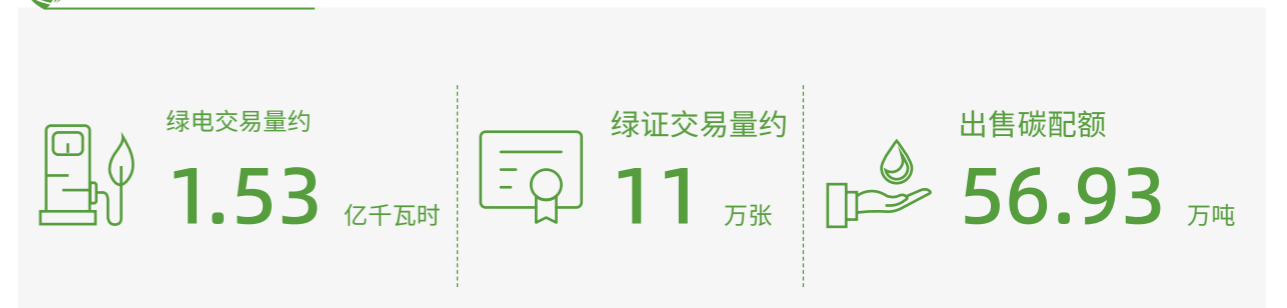 绿电交易量约
1.53 亿千瓦时
绿证交易量约
11 万张
出售碳配额
56.93 万吨